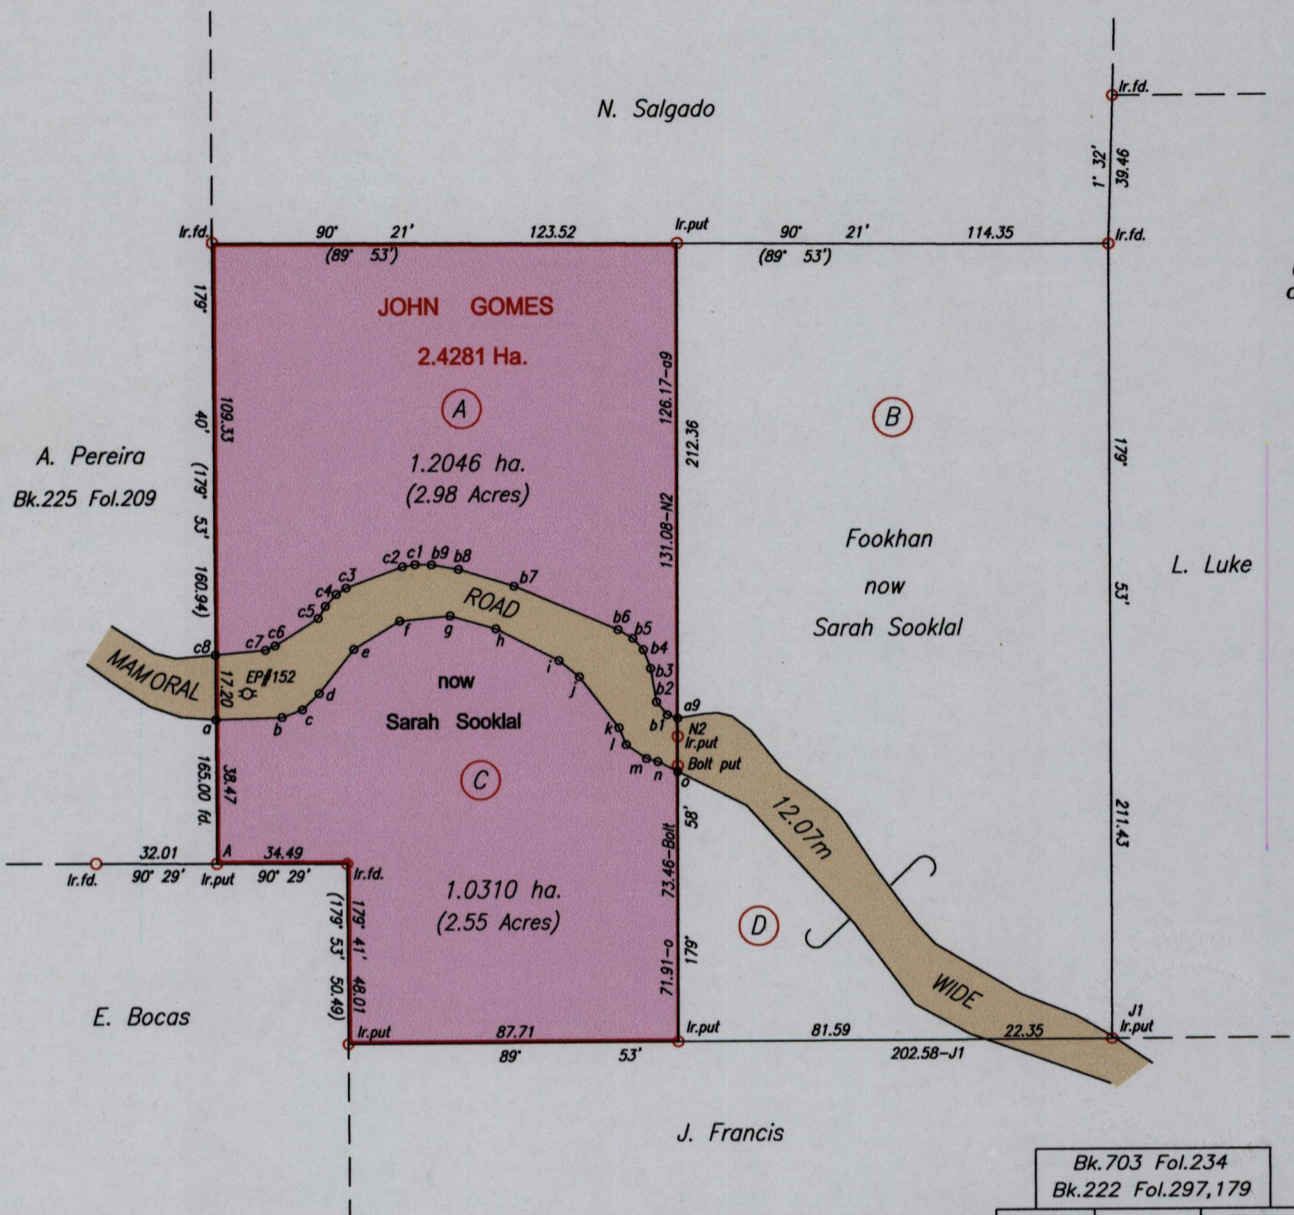 N. Salgado
Ir.fd.
1° 32'
39.46
Ir.fd.
90° 21' 123.52
(89° 53')
Ir.put
90° 21' 114.35
(89° 53')
Ir.fd.
JOHN GOMES
2.4281 Ha.
A
1.2046 ha.
(2.98 Acres)
179° 40' (179° 53' 160.94)
109.33
126.17-a9
212.36
131.08-N2
B
A. Pereira
Bk.225 Fol.209
Fookhan
now
Sarah Sooklal
L. Luke
179° 53' 211.43
c8 c7 c6 c5 c4 c3 c2 c1 b9 b8 b7 b6 b5 b4 b3 b2 b1 a9
MAMORAL ROAD
17.20
EP#152
a b c d e f g h i j k l m n o
now
Sarah Sooklal
N2
Ir.put
Bolt put
C
38.47
165.00 fd.
12.07m
WIDE
32.01
90° 29'
Ir.fd.
A
Ir.put
34.49
90° 29'
Ir.fd.
1.0310 ha.
(2.55 Acres)
179° 41' 48.01
(179° 53' 50.49)
73.46-Bolt
71.91-o
179° 58'
D
E. Bocas
Ir.put
87.71
89° 53'
Ir.put
81.59
22.35
202.58-J1
J1
Ir.put
J. Francis
Bk.703 Fol.234
Bk.222 Fol.297,179